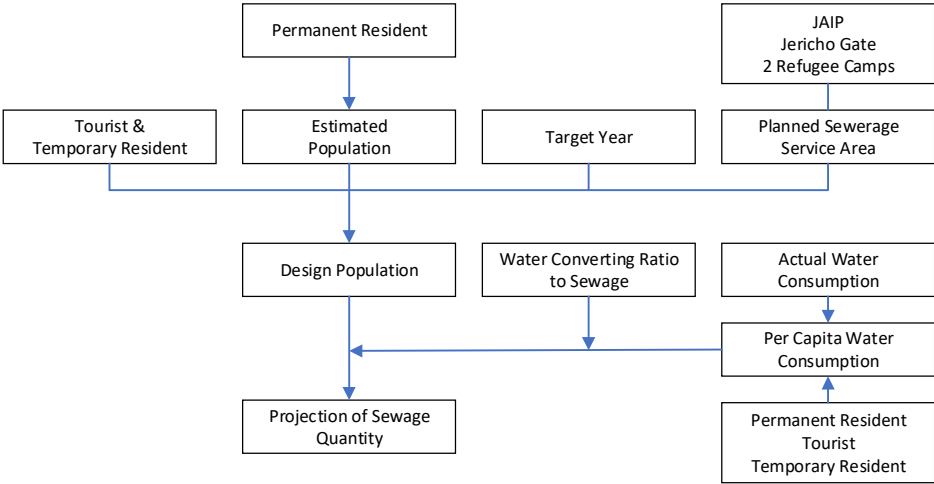 Permanent Resident
JAIP
Jericho Gate
2 Refugee Camps
Tourist &
Temporary Resident
Estimated
Population
Target Year
Planned Sewerage
Service Area
Design Population
Water Converting Ratio
to Sewage
Actual Water
Consumption
Per Capita Water
Consumption
Projection of Sewage
Quantity
Permanent Resident
Tourist
Temporary Resident